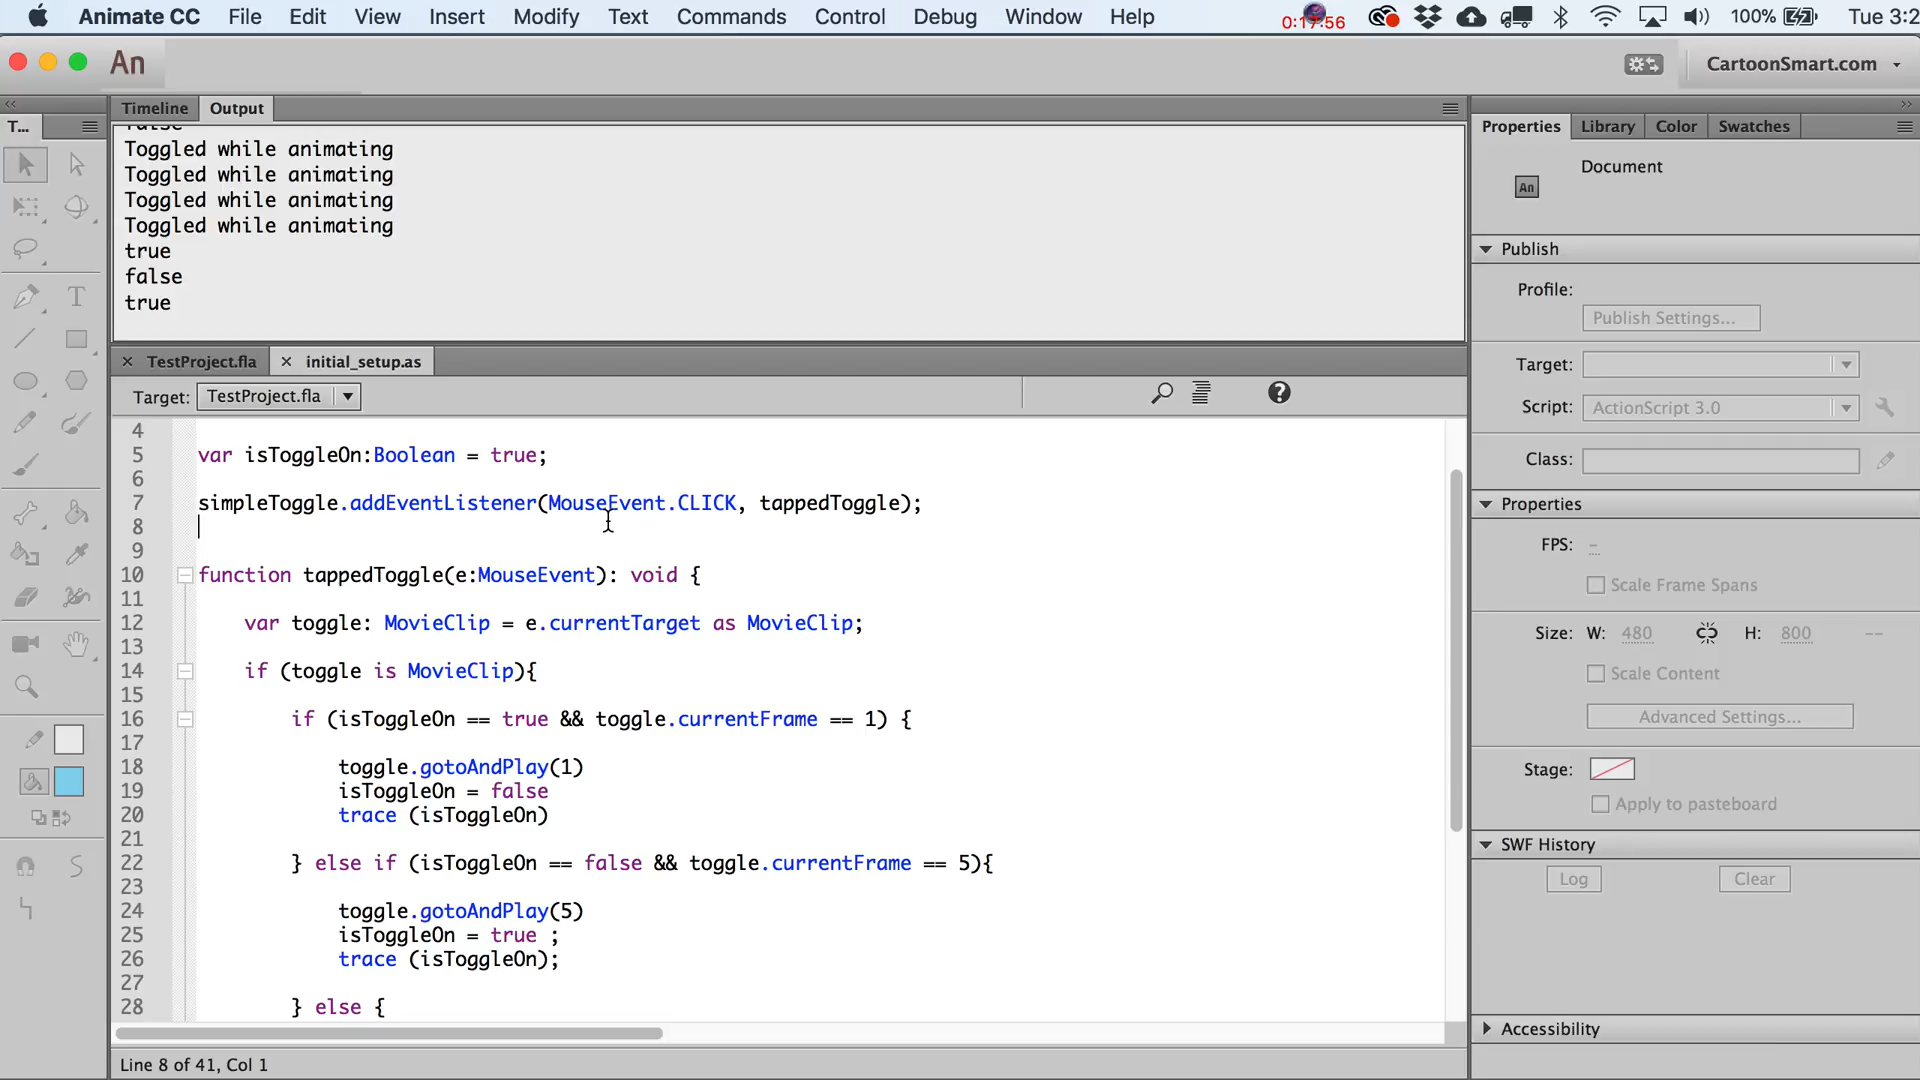 Animate CC File Edit View Insert Modify Text Commands Control Debug Window Help 0:17:56 100% Tue 3:2
An CartoonSmart.com
Timeline Output
T...
false
Toggled while animating
Toggled while animating
Toggled while animating
Toggled while animating
true
false
true
TestProject.fla initial_setup.as
Target: TestProject.fla
4
5 var isToggleOn:Boolean = true;
6
7 simpleToggle.addEventListener(MouseEvent.CLICK, tappedToggle);
8
9
10 function tappedToggle(e:MouseEvent): void {
11
12 var toggle: MovieClip = e.currentTarget as MovieClip;
13
14 if (toggle is MovieClip){
15
16 if (isToggleOn == true && toggle.currentFrame == 1) {
17
18 toggle.gotoAndPlay(1)
19 isToggleOn = false
20 trace (isToggleOn)
21
22 } else if (isToggleOn == false && toggle.currentFrame == 5){
23
24 toggle.gotoAndPlay(5)
25 isToggleOn = true ;
26 trace (isToggleOn);
27
28 } else {
Line 8 of 41, Col 1
Properties Library Color Swatches
An Document
Publish
Profile:
Publish Settings...
Target:
Script: ActionScript 3.0
Class:
Properties
FPS: –
Scale Frame Spans
Size: W: 480 H: 800 --
Scale Content
Advanced Settings...
Stage:
Apply to pasteboard
SWF History
Log Clear
Accessibility